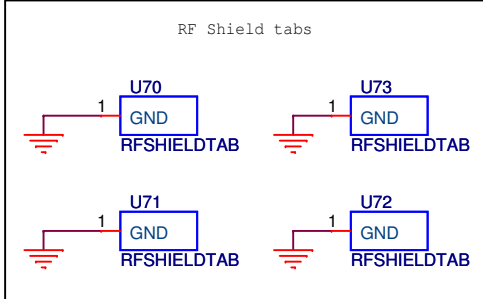 RF Shield tabs
U70
1
GND
RFSHIELDTAB
U73
1
GND
RFSHIELDTAB
U71
1
GND
RFSHIELDTAB
U72
1
GND
RFSHIELDTAB